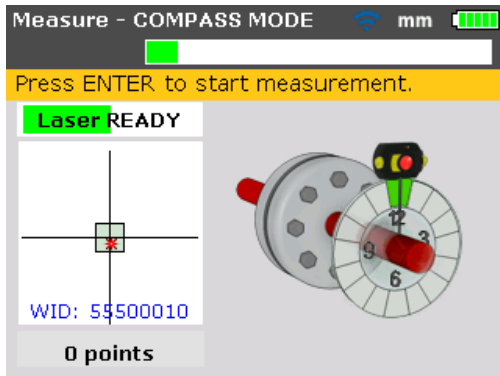 Measure - COMPASS MODE mm
Press ENTER to start measurement.
Laser READY
12
3
9
6
WID: 55500010
0 points